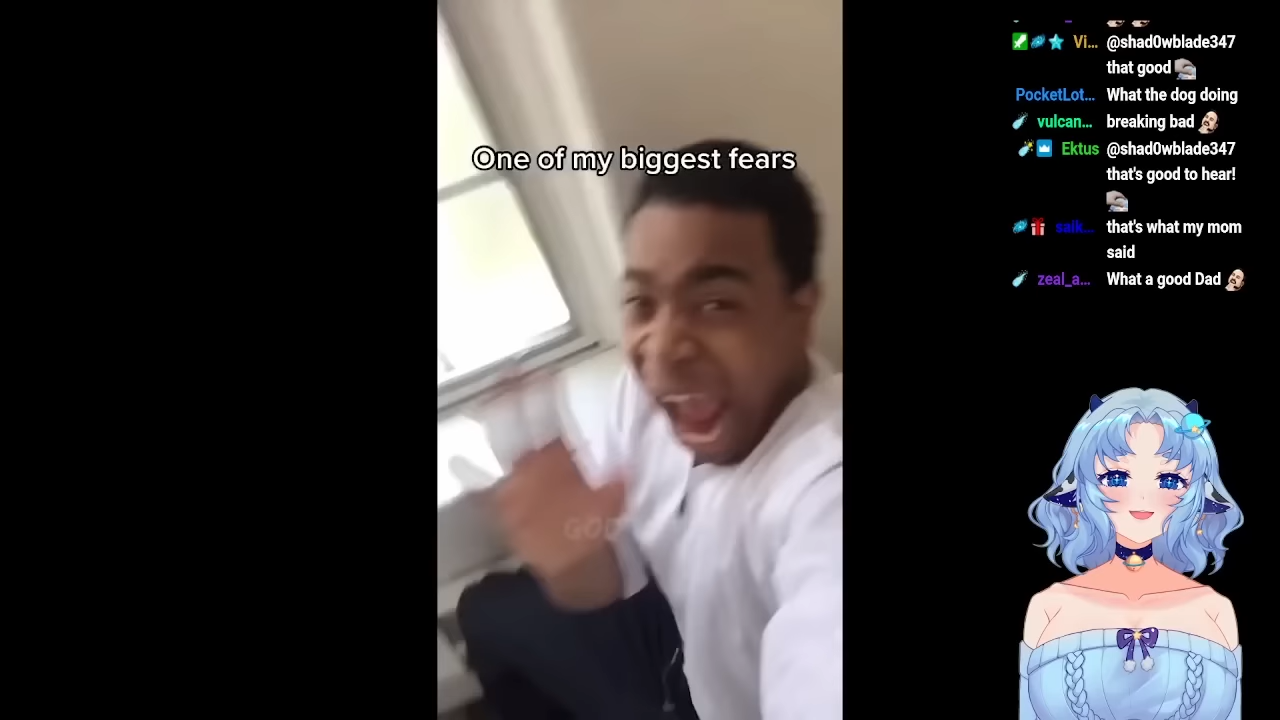 One of my biggest fears
Vi... @shad0wblade347
that good
PocketLot... What the dog doing
vulcan... breaking bad
Ektus @shad0wblade347
that's good to hear!
saik... that's what my mom
said
zeal_a... What a good Dad